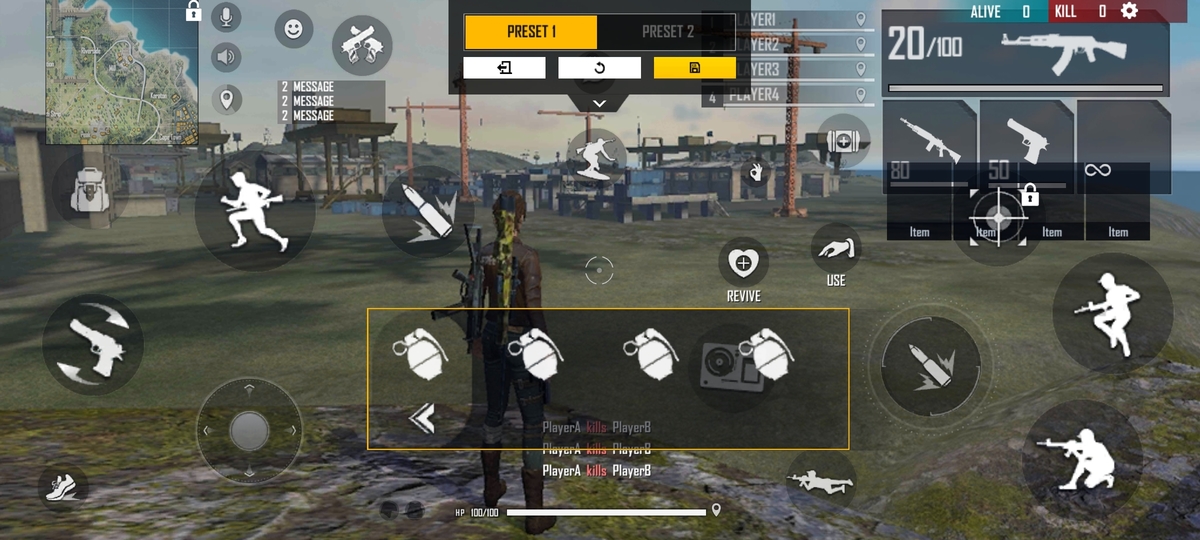 PRESET 1
PRESET 2
1 PLAYER1
PLAYER2
PLAYER3
4 PLAYER4
ALIVE 0
KILL 0
20/100
2 MESSAGE
2 MESSAGE
2 MESSAGE
80
50
∞
Item
Item
Item
Item
REVIVE
USE
PlayerA kills PlayerB
PlayerA kills PlayerB
PlayerA kills PlayerB
HP 100/100